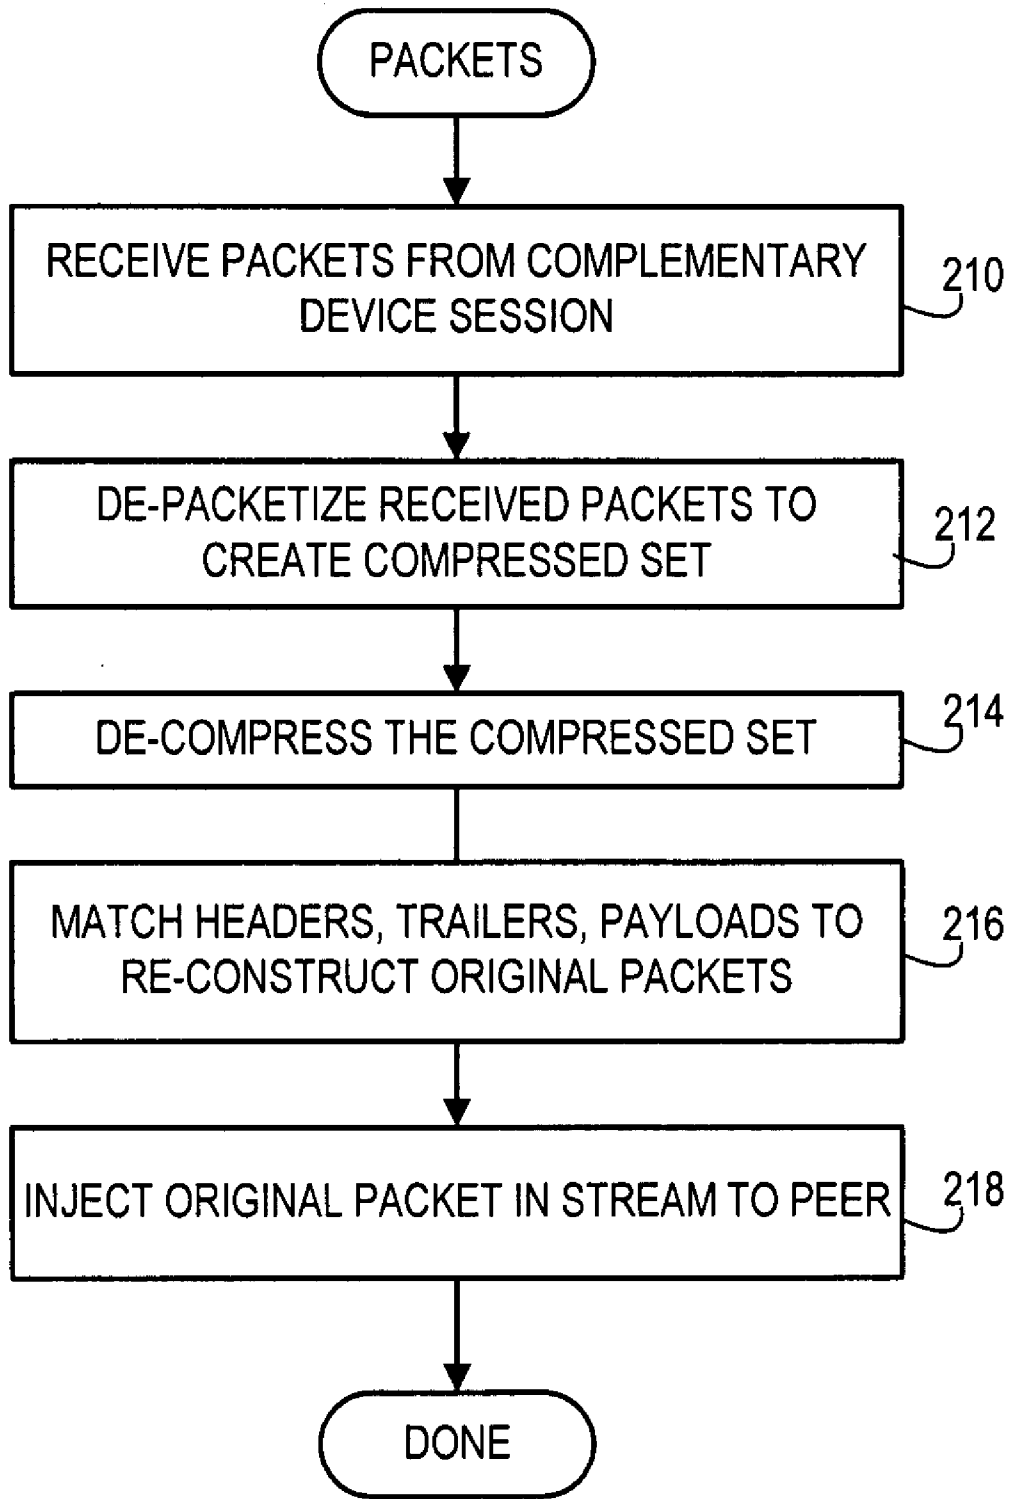 PACKETS
RECEIVE PACKETS FROM COMPLEMENTARY
DEVICE SESSION
210
DE-PACKETIZE RECEIVED PACKETS TO
CREATE COMPRESSED SET
212
DE-COMPRESS THE COMPRESSED SET
214
MATCH HEADERS, TRAILERS, PAYLOADS TO
RE-CONSTRUCT ORIGINAL PACKETS
216
INJECT ORIGINAL PACKET IN STREAM TO PEER
218
DONE